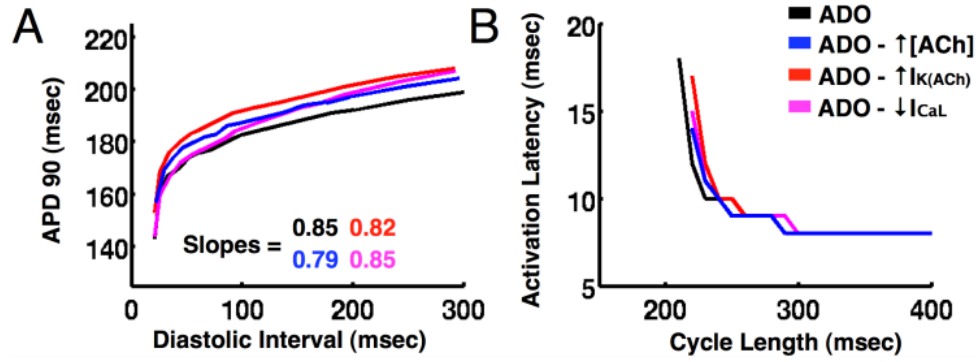 A
APD 90 (msec)
220
200
180
160
140
0
100
200
300
Diastolic Interval (msec)
Slopes =
0.85 0.82
0.79 0.85
B
Activation Latency (msec)
20
15
10
5
200
300
400
Cycle Length (msec)
ADO
ADO - ↑[ACh]
ADO - ↑IK(ACh)
ADO - ↓ICaL